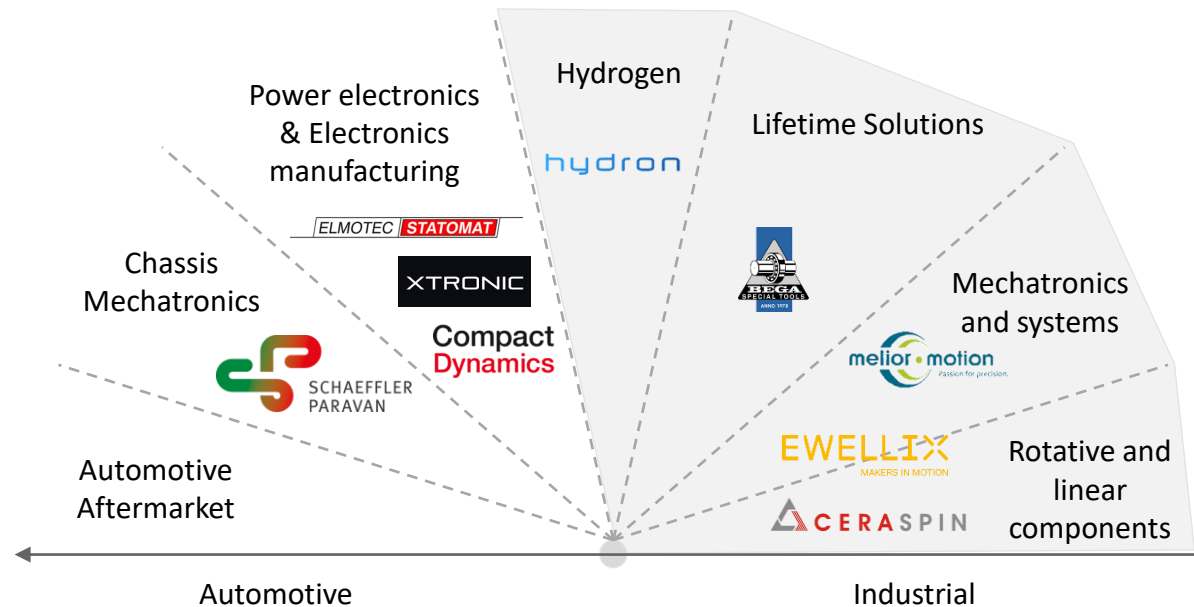 Hydrogen
hydron
Power electronics
& Electronics
manufacturing
ELMOTEC STATOMAT
XTRONIC
Compact
Dynamics
Lifetime Solutions
BEGA
SPECIAL TOOLS
ANNO 1978
Chassis
Mechatronics
SCHAEFFLER
PARAVAN
Mechatronics
and systems
melior motion
Passion for precision.
Automotive
Aftermarket
EWELLIX
MAKERS IN MOTION
CERASPIN
Rotative and
linear
components
Automotive
Industrial